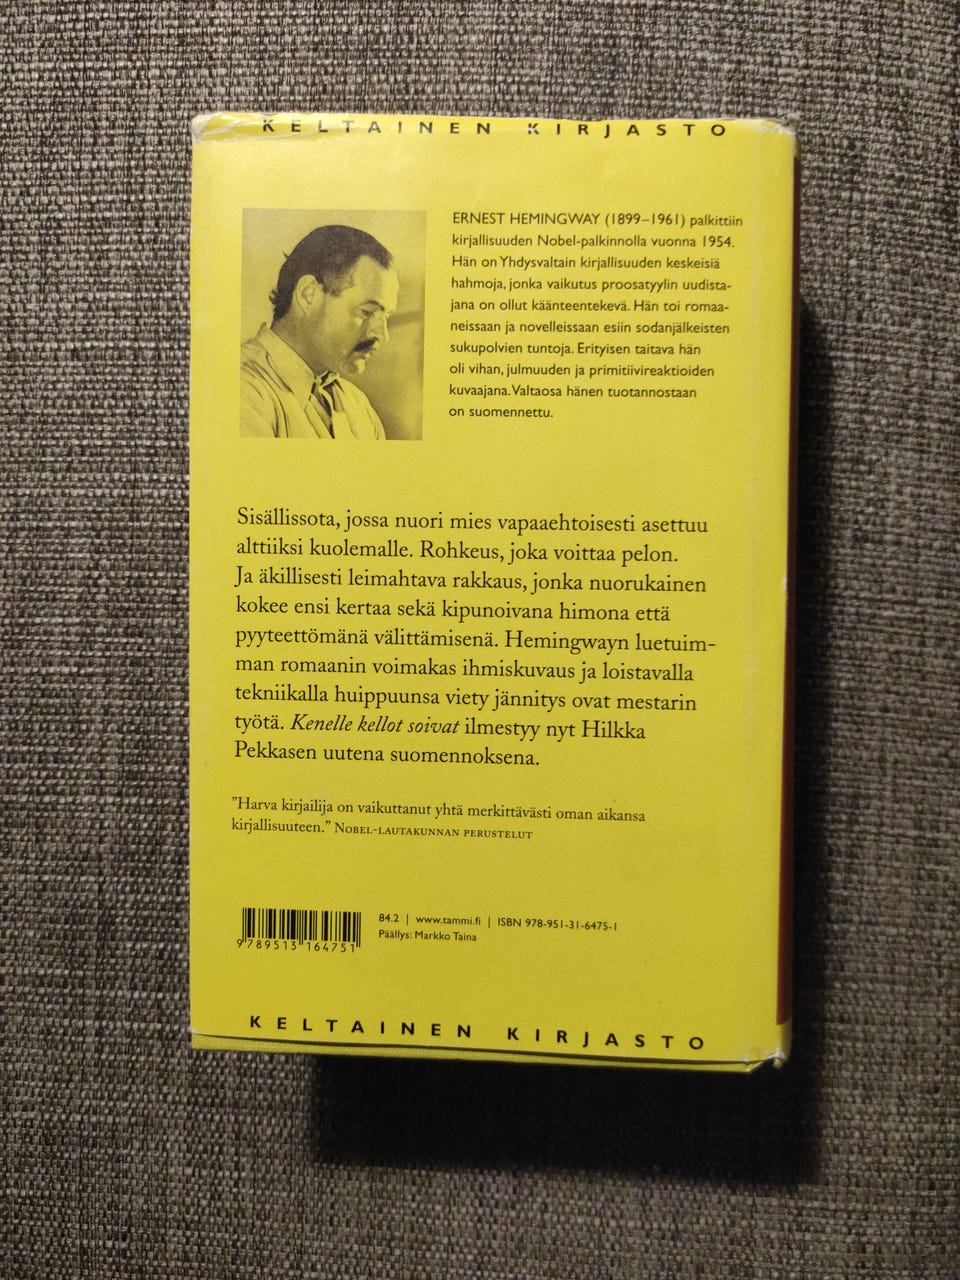 KELTAINEN KIRJASTO
ERNEST HEMINGWAY (1899–1961) palkittiin
kirjallisuuden Nobel-palkinnolla vuonna 1954.
Hän on Yhdysvaltain kirjallisuuden keskeisiä
hahmoja, jonka vaikutus proosatyylin uudista-
jana on ollut käänteentekevä. Hän toi romaa-
neissaan ja novelleissaan esiin sodanjälkeisten
sukupolvien tuntoja. Erityisen taitava hän
oli vihan, julmuuden ja primitiivireaktioiden
kuvaajana. Valtaosa hänen tuotannostaan
on suomennettu.
Sisällissota, jossa nuori mies vapaaehtoisesti asettuu
alttiiksi kuolemalle. Rohkeus, joka voittaa pelon.
Ja äkillisesti leimahtava rakkaus, jonka nuorukainen
kokee ensi kertaa sekä kipunoivana himona että
pyyteettömänä välittämisenä. Hemingwayn luetuim-
man romaanin voimakas ihmiskuvaus ja loistavalla
tekniikalla huippuunsa viety jännitys ovat mestarin
työtä. Kenelle kellot soivat ilmestyy nyt Hilkka
Pekkasen uutena suomennoksena.
”Harva kirjailija on vaikuttanut yhtä merkittävästi oman aikansa
kirjallisuuteen.” NOBEL-LAUTAKUNNAN PERUSTELUT
84.2 | www.tammi.fi | ISBN 978-951-31-6475-1
Päällys: Markko Taina
9 789513 164751
KELTAINEN KIRJASTO